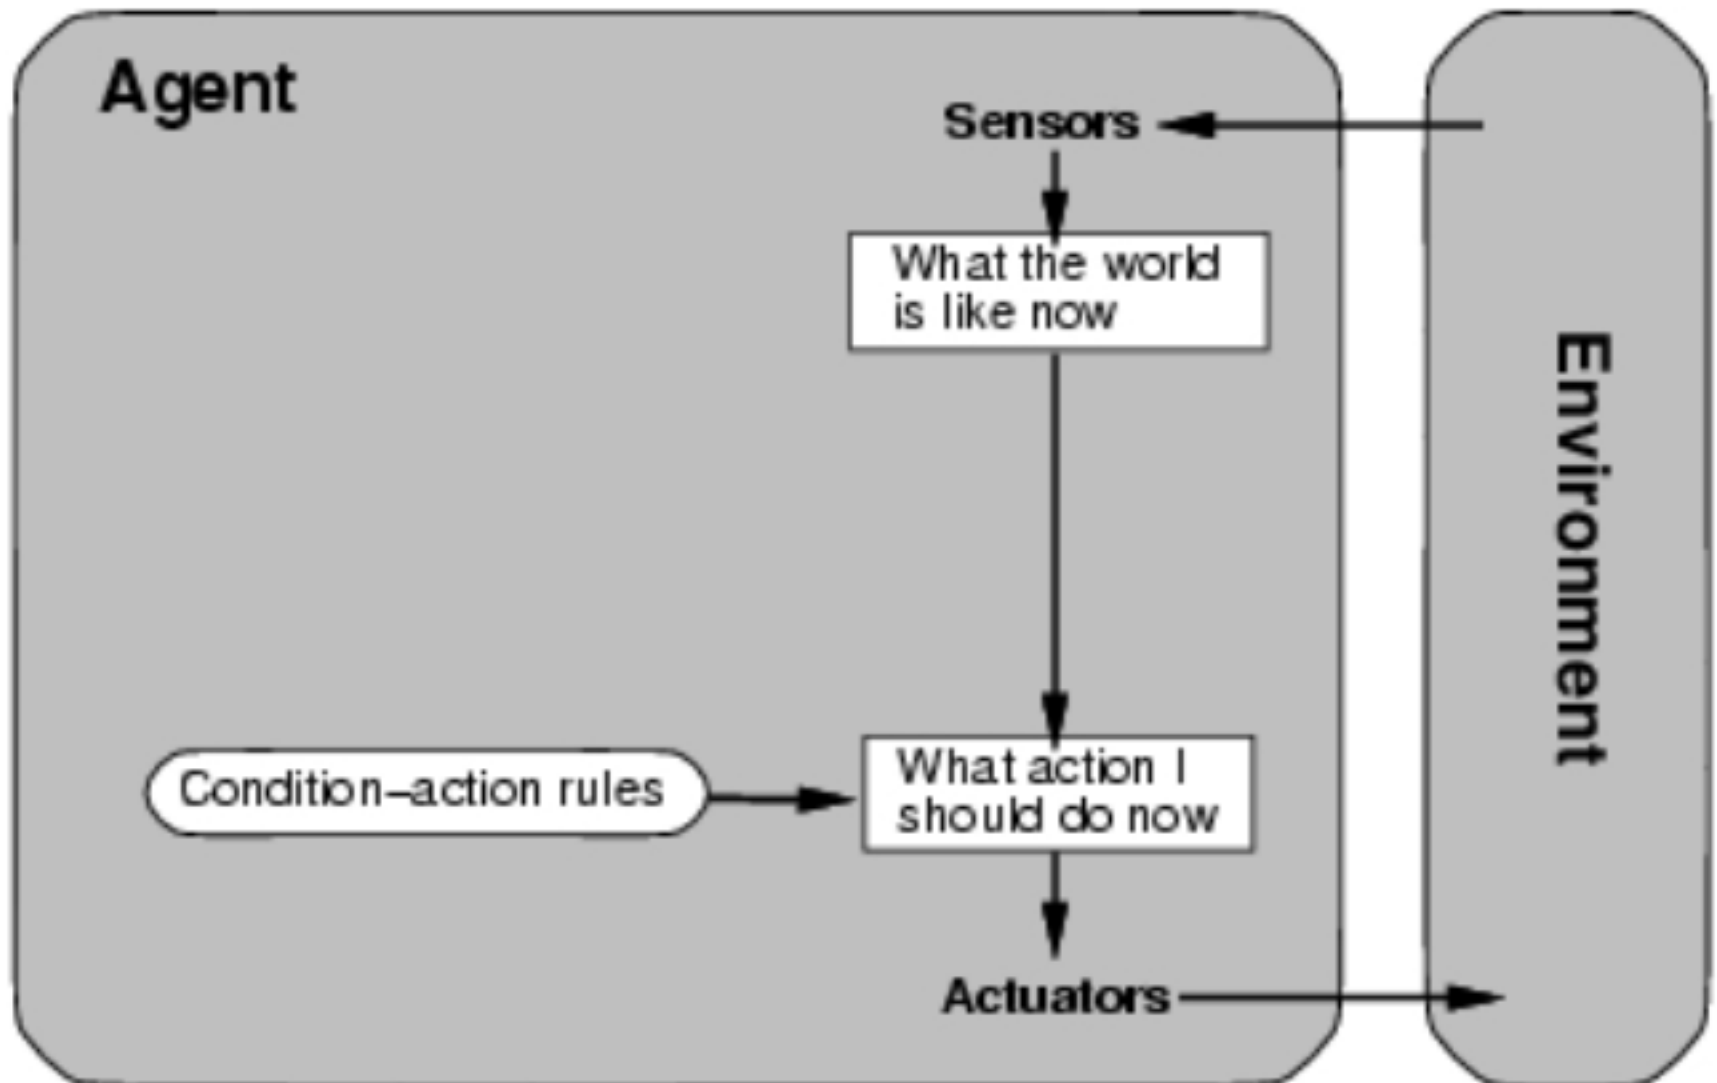 Agent
Sensors
What the world
is like now
Environment
Condition–action rules
What action I
should do now
Actuators